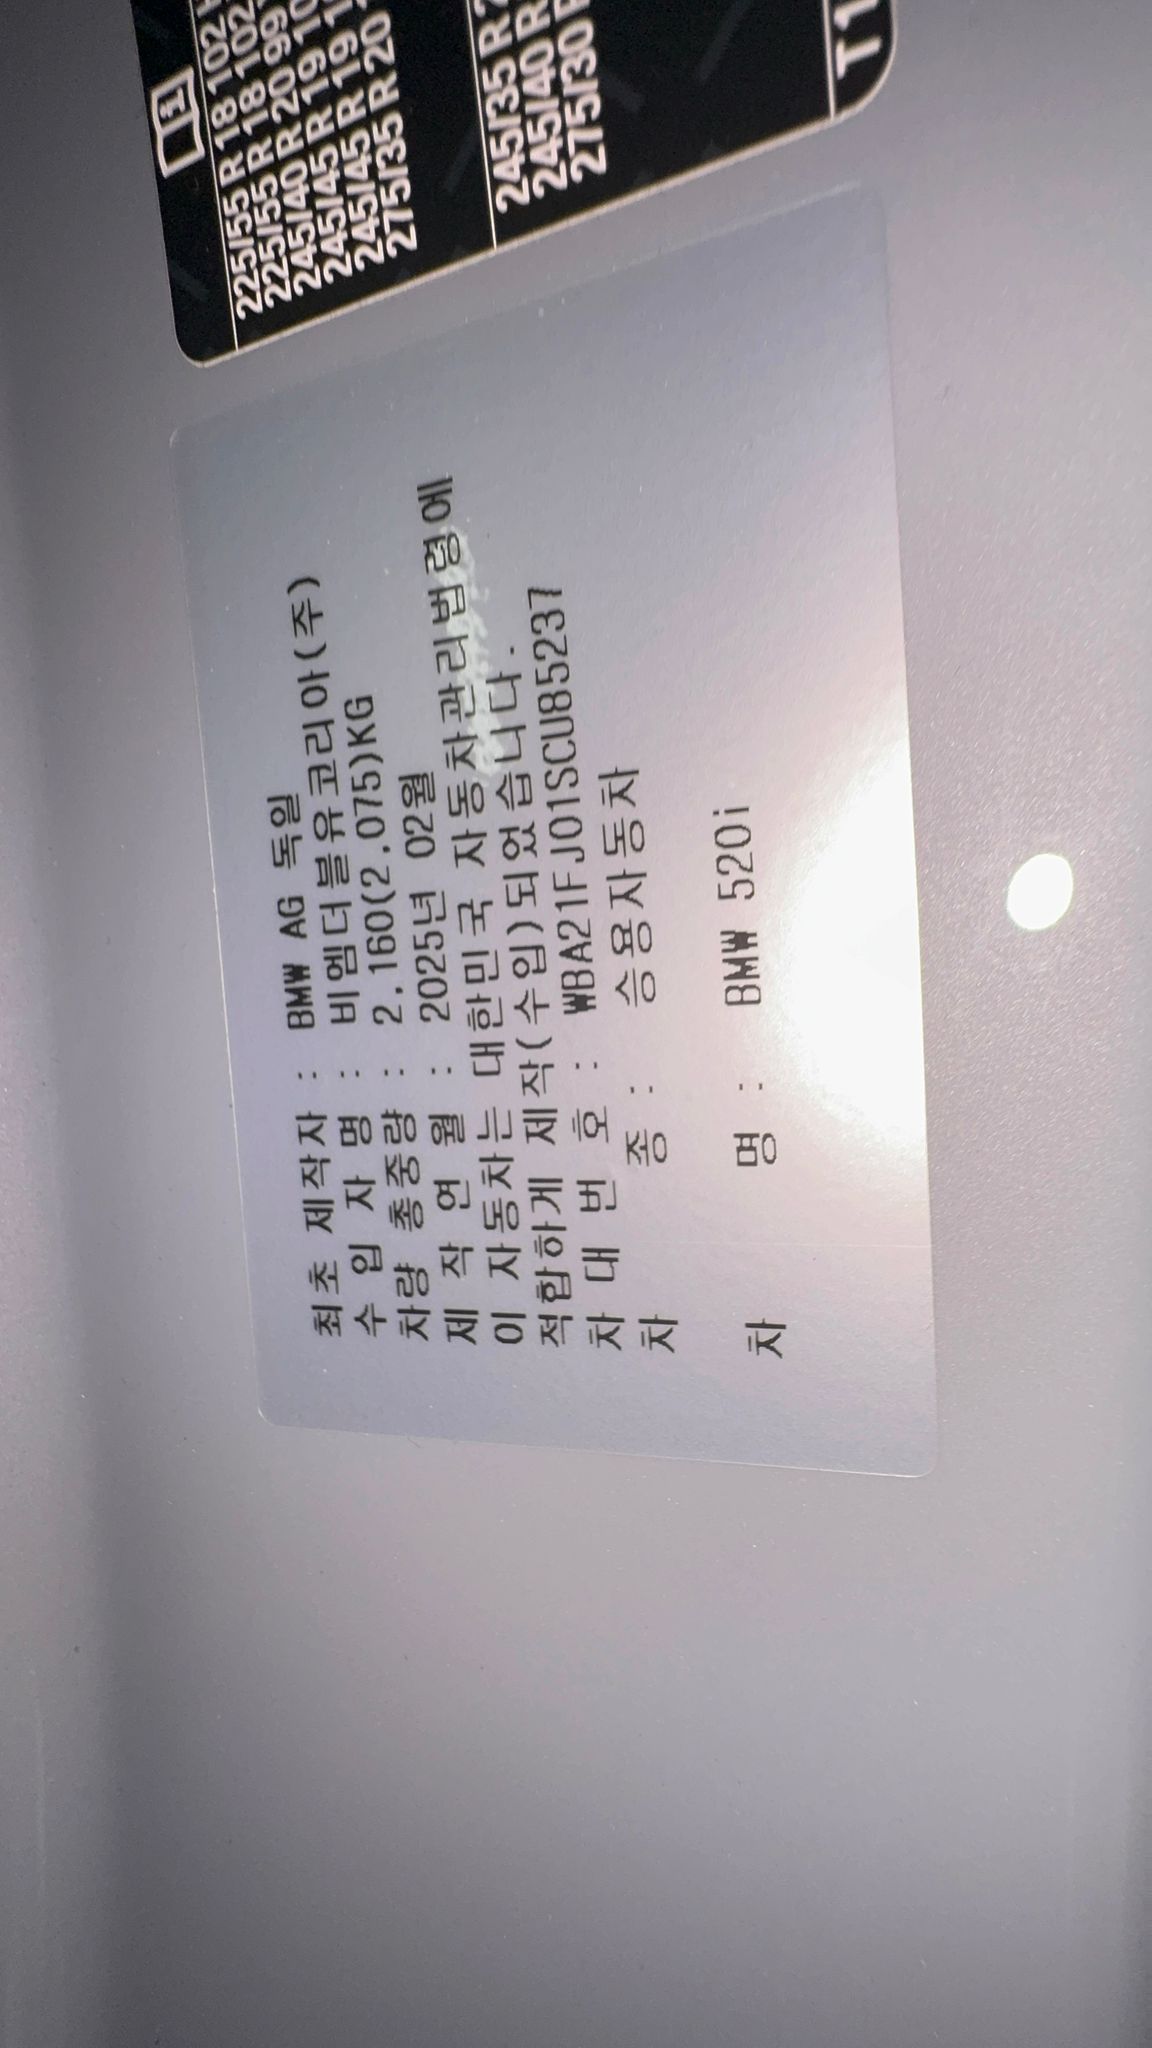 최초 제작자 : BMW AG 독일
수 입 자 명 : 비엠더블유코리아(주)
차량 총중량 : 2.160(2.075)KG
제 작 연 월 : 2025년 02월
이 자동차는 대한민국 자동차관리법령에
적합하게 제작(수입)되었습니다.
차 대 번 호 : WBA21FJ01SCU85237
차 종 : 승용자동차
차 명 : BMW 520i
225/55 R 18 102
225/55 R 18 102
245/40 R 20 99
245/45 R 19
245/45 R 19
275/35 R 20
245/35 R
245/40 R
275/30